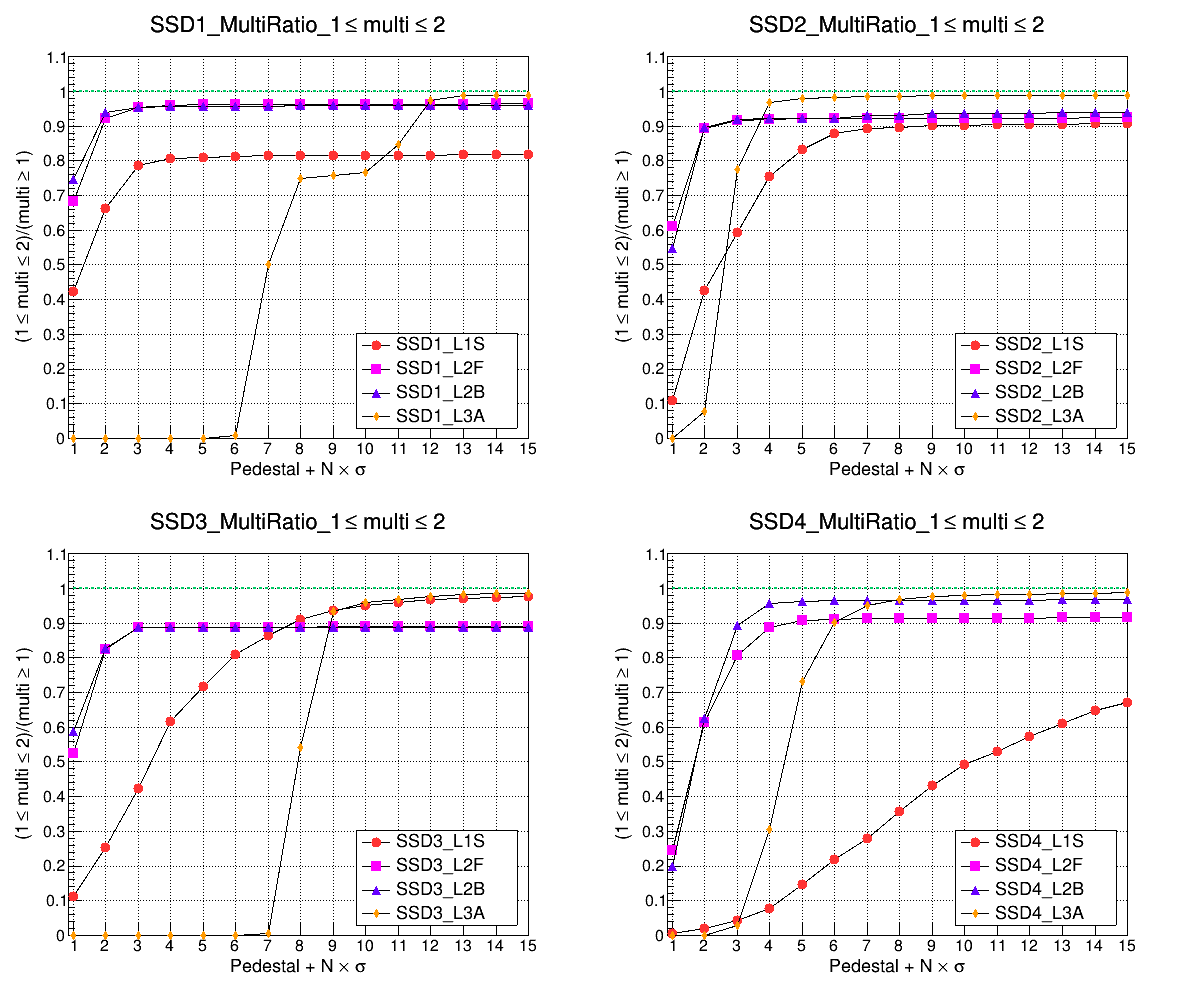 SSD1_MultiRatio_1 ≤ multi ≤ 2
1.1
1
0.9
0.8
0.7
0.6
0.5
0.4
0.3
0.2
0.1
0
(1 ≤ multi ≤ 2)/(multi ≥ 1)
SSD1_L1S
SSD1_L2F
SSD1_L2B
SSD1_L3A
1 2 3 4 5 6 7 8 9 10 11 12 13 14 15
Pedestal + N × σ
SSD2_MultiRatio_1 ≤ multi ≤ 2
1.1
1
0.9
0.8
0.7
0.6
0.5
0.4
0.3
0.2
0.1
0
(1 ≤ multi ≤ 2)/(multi ≥ 1)
SSD2_L1S
SSD2_L2F
SSD2_L2B
SSD2_L3A
1 2 3 4 5 6 7 8 9 10 11 12 13 14 15
Pedestal + N × σ
SSD3_MultiRatio_1 ≤ multi ≤ 2
1.1
1
0.9
0.8
0.7
0.6
0.5
0.4
0.3
0.2
0.1
0
(1 ≤ multi ≤ 2)/(multi ≥ 1)
SSD3_L1S
SSD3_L2F
SSD3_L2B
SSD3_L3A
1 2 3 4 5 6 7 8 9 10 11 12 13 14 15
Pedestal + N × σ
SSD4_MultiRatio_1 ≤ multi ≤ 2
1.1
1
0.9
0.8
0.7
0.6
0.5
0.4
0.3
0.2
0.1
0
(1 ≤ multi ≤ 2)/(multi ≥ 1)
SSD4_L1S
SSD4_L2F
SSD4_L2B
SSD4_L3A
1 2 3 4 5 6 7 8 9 10 11 12 13 14 15
Pedestal + N × σ